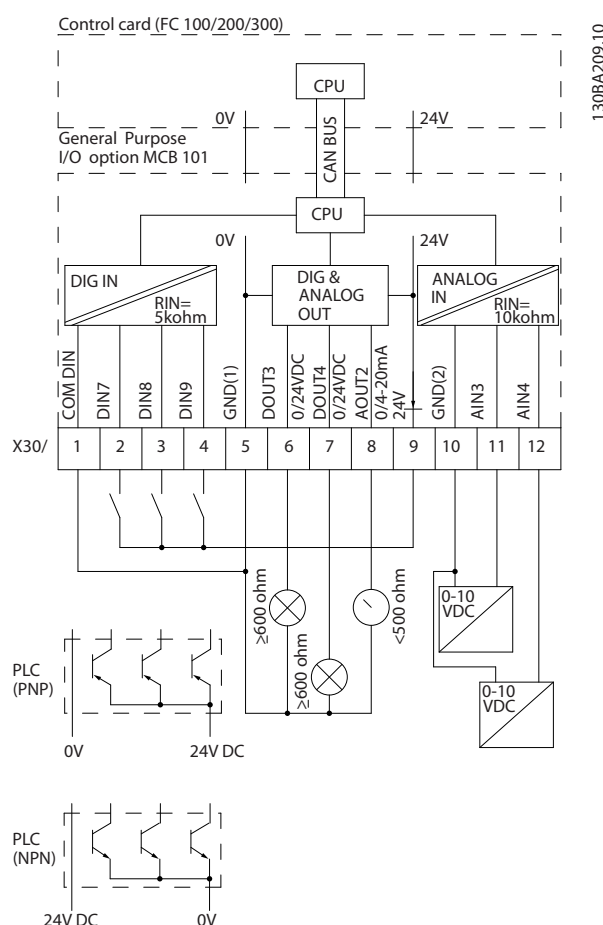 Control card (FC 100/200/300)
130BA209.10
CPU
0V
24V
General Purpose
I/O option MCB 101
CAN BUS
CPU
0V
24V
DIG IN
RIN=
5kohm
DIG &
ANALOG
OUT
ANALOG
IN
RIN=
10kohm
COM DIN
DIN7
DIN8
DIN9
GND(1)
DOUT3
0/24VDC
DOUT4
0/24VDC
AOUT2
0/4-20mA
24V
GND(2)
AIN3
AIN4
X30/
1
2
3
4
5
6
7
8
9
10
11
12
≥600 ohm
≥600 ohm
<500 ohm
0-10
VDC
0-10
VDC
PLC
(PNP)
0V
24V DC
PLC
(NPN)
24V DC
0V